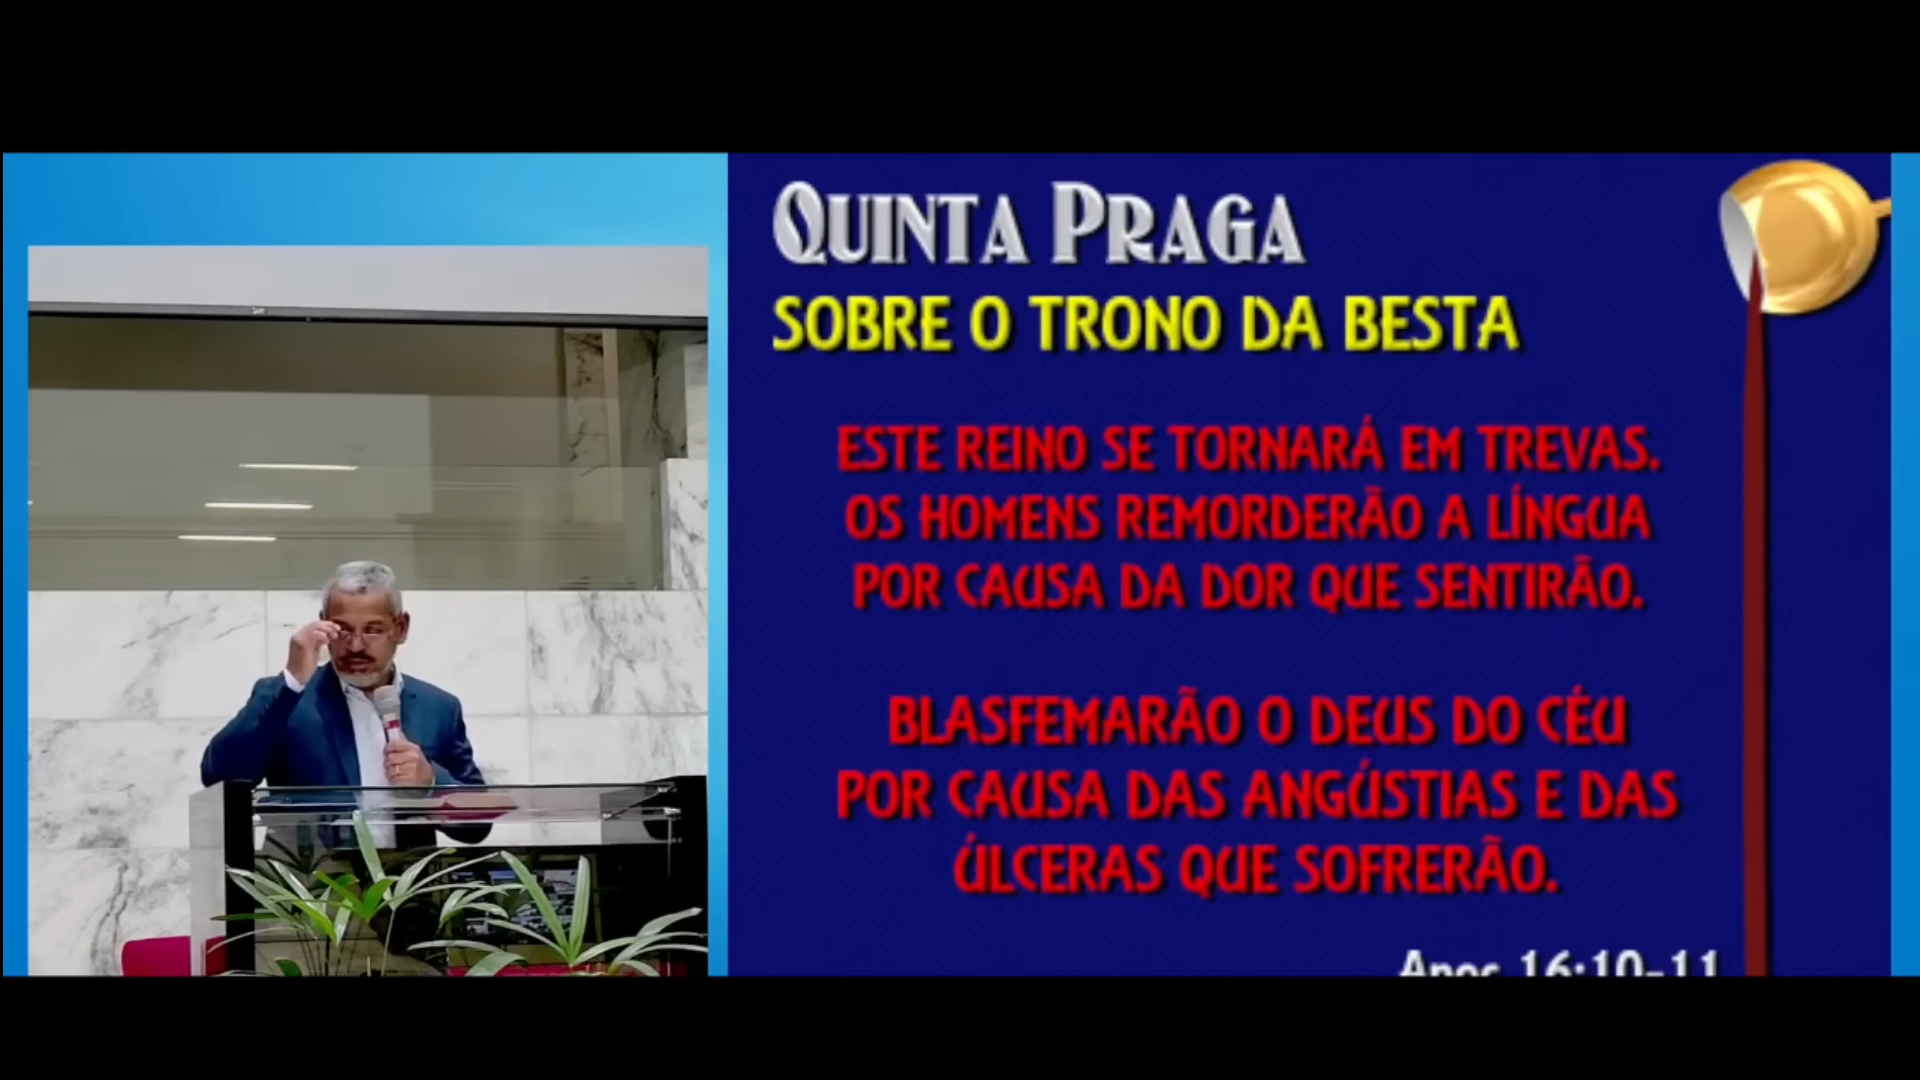 QUINTA PRAGA
SOBRE O TRONO DA BESTA
ESTE REINO SE TORNARÁ EM TREVAS.
OS HOMENS REMORDERÃO A LÍNGUA
POR CAUSA DA DOR QUE SENTIRÃO.
BLASFEMARÃO O DEUS DO CÉU
POR CAUSA DAS ANGÚSTIAS E DAS
ÚLCERAS QUE SOFRERÃO.
Apoc 16:10-11